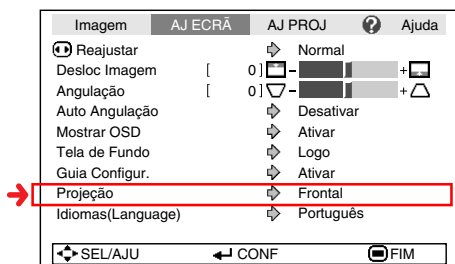 Imagem AJ ECRÃ AJ PROJ ? Ajuda
Reajustar Normal
Desloc Imagem [ 0 ] - +
Angulação [ 0 ] - +
Auto Angulação Desativar
Mostrar OSD Ativar
Tela de Fundo Logo
Guia Configur. Ativar
Projeção Frontal
Idiomas(Language) Português
SEL/AJU CONF FIM